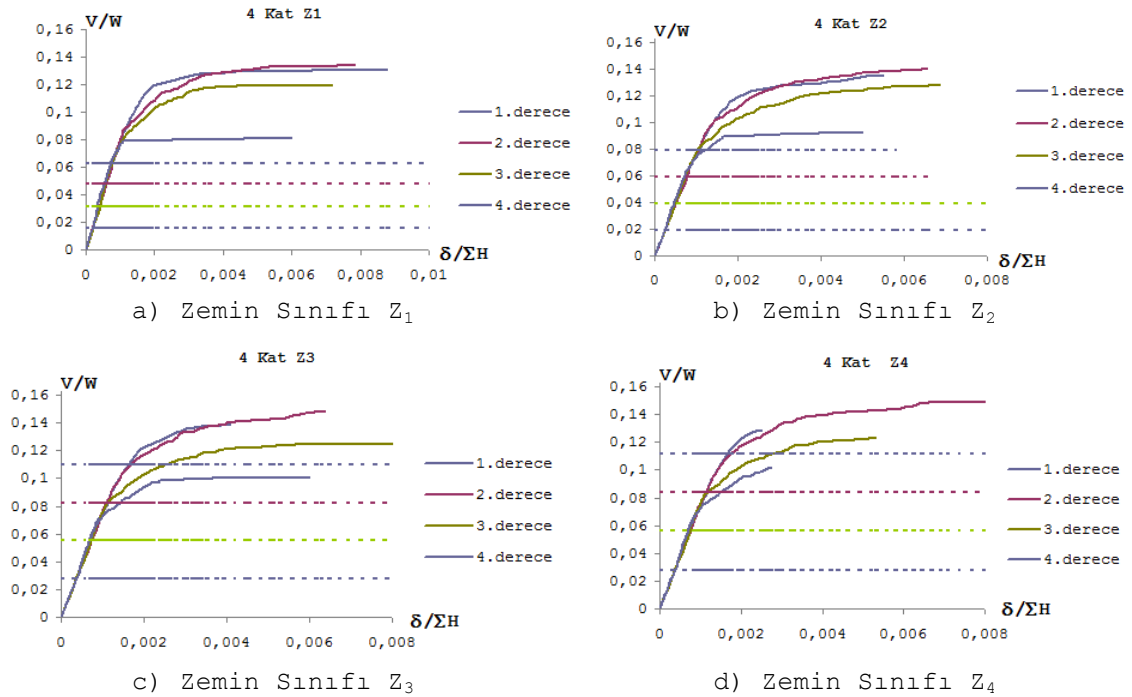 4 Kat Z1
V/W
0,16
0,14
0,12
0,1
0,08
0,06
0,04
0,02
0
0 0,002 0,004 0,006 0,008 0,01
δ/ΣH
1.derece
2.derece
3.derece
4.derece
a) Zemin Sınıfı Z₁
4 Kat Z2
V/W
0,16
0,14
0,12
0,1
0,08
0,06
0,04
0,02
0
0 0,002 0,004 0,006 0,008
δ/ΣH
1.derece
2.derece
3.derece
4.derece
b) Zemin Sınıfı Z₂
4 Kat Z3
V/W
0,16
0,14
0,12
0,1
0,08
0,06
0,04
0,02
0
0 0,002 0,004 0,006 0,008
δ/ΣH
1.derece
2.derece
3.derece
4.derece
c) Zemin Sınıfı Z₃
4 Kat Z4
V/W
0,16
0,14
0,12
0,1
0,08
0,06
0,04
0,02
0
0 0,002 0,004 0,006 0,008
δ/ΣH
1.derece
2.derece
3.derece
4.derece
d) Zemin Sınıfı Z₄